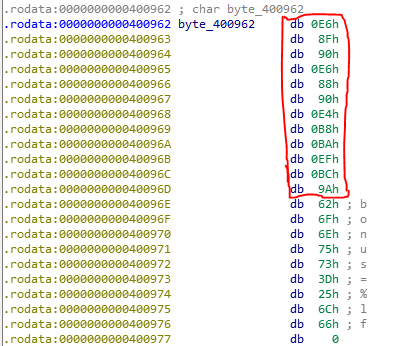 .rodata:0000000000400962 ; char byte_400962
.rodata:0000000000400962 byte_400962 db 0E6h
.rodata:0000000000400963 db 8Fh
.rodata:0000000000400964 db 90h
.rodata:0000000000400965 db 0E6h
.rodata:0000000000400966 db 88h
.rodata:0000000000400967 db 90h
.rodata:0000000000400968 db 0E4h
.rodata:0000000000400969 db 0B8h
.rodata:000000000040096A db 0BAh
.rodata:000000000040096B db 0EFh
.rodata:000000000040096C db 0BCh
.rodata:000000000040096D db 9Ah
.rodata:000000000040096E db 62h ; b
.rodata:000000000040096F db 6Fh ; o
.rodata:0000000000400970 db 6Eh ; n
.rodata:0000000000400971 db 75h ; u
.rodata:0000000000400972 db 73h ; s
.rodata:0000000000400973 db 3Dh ; =
.rodata:0000000000400974 db 25h ; %
.rodata:0000000000400975 db 6Ch ; l
.rodata:0000000000400976 db 66h ; f
.rodata:0000000000400977 db 0